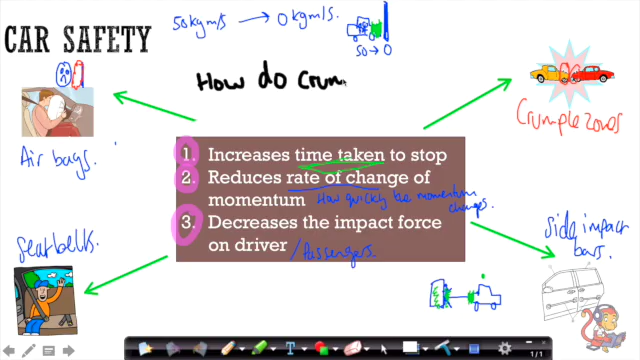 50kgm/s → 0kgm/s.
50→0
CAR SAFETY
How do Crum
Crumple zones
Air bags.
1. Increases time taken to stop
2. Reduces rate of change of
momentum How quickly the momentum
changes.
3. Decreases the impact force
on driver / Passengers.
Seatbelts.
Side impact
bars.
T
1/1